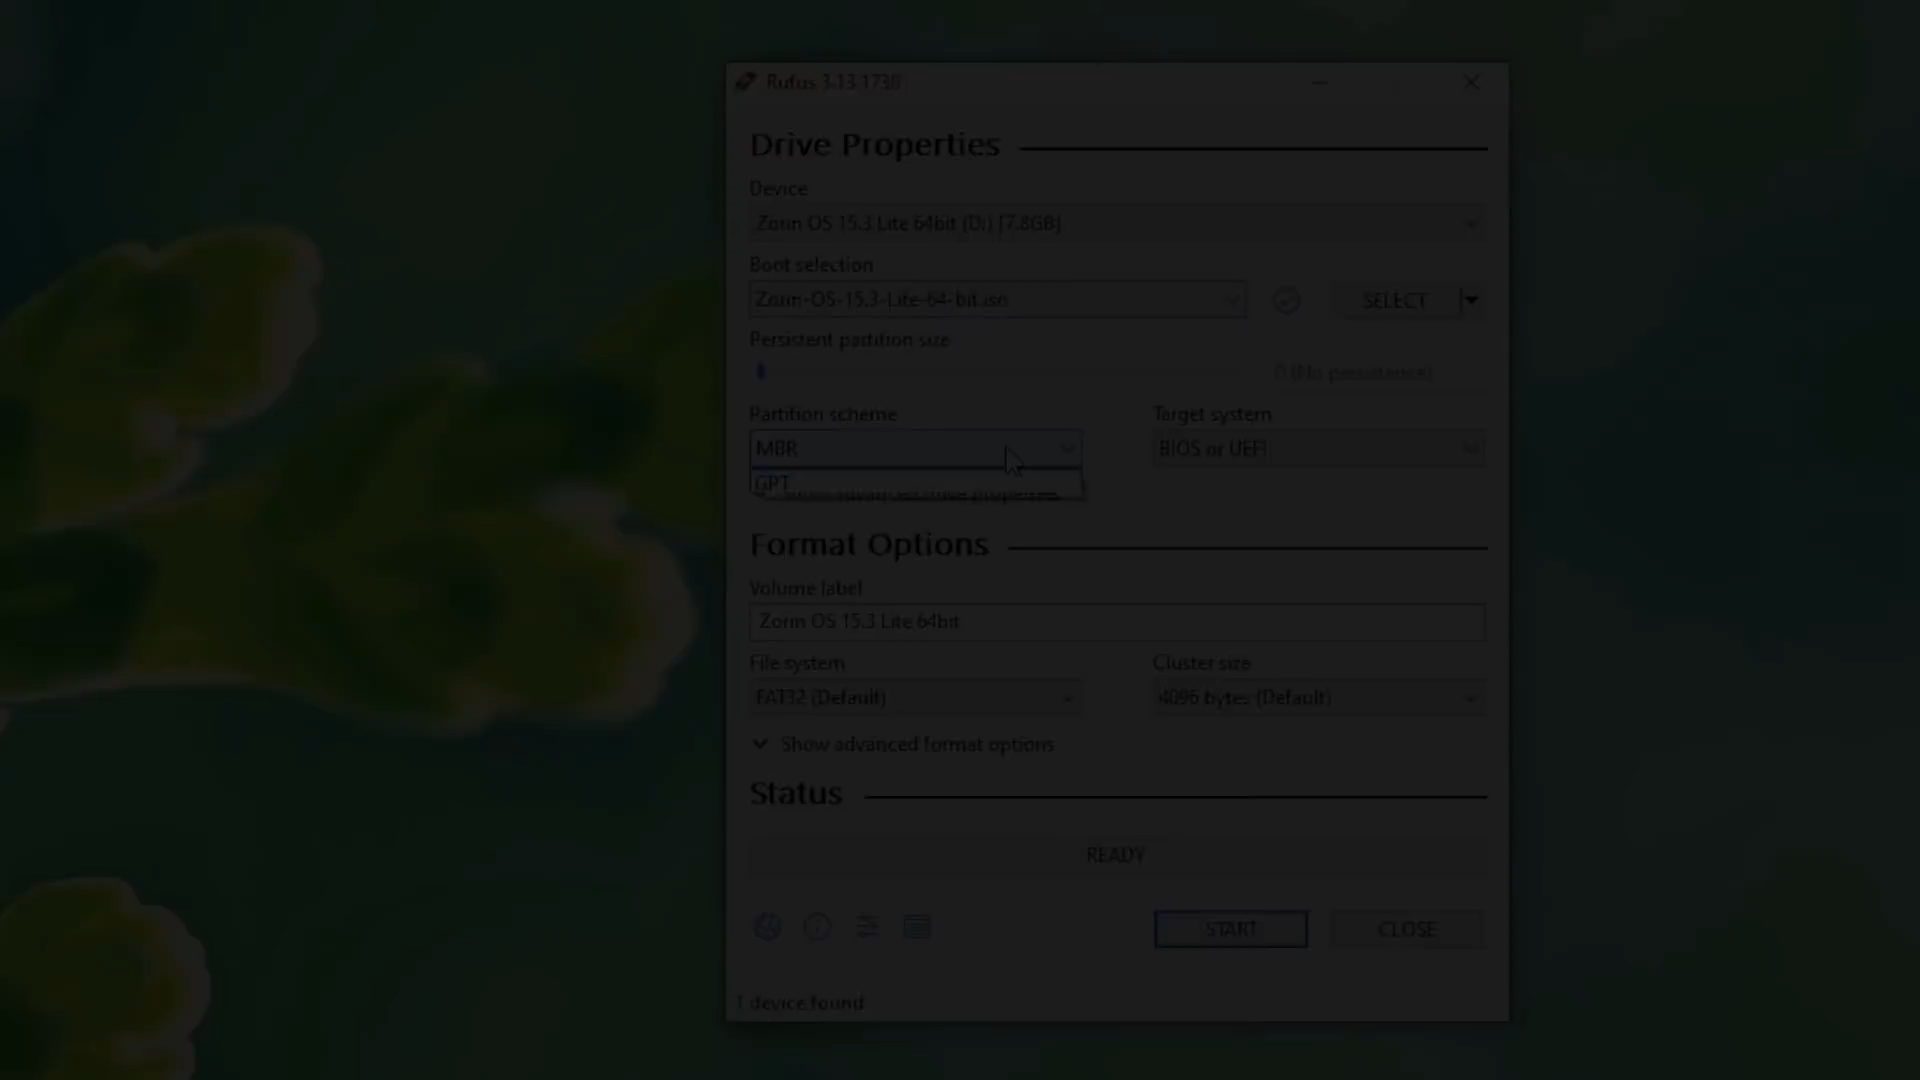 Rufus 3.13.1730
Drive Properties
Device
Zorin OS 15.3 Lite 64bit (D:) [7.8GB]
Boot selection
Zorin-OS-15.3-Lite-64-bit.iso
SELECT
Persistent partition size
0 (No persistence)
Partition scheme
Target system
MBR
BIOS or UEFI
GPT
advanced drive properties
Format Options
Volume label
Zorin OS 15.3 Lite 64bit
File system
Cluster size
FAT32 (Default)
4096 bytes (Default)
Show advanced format options
Status
READY
START
CLOSE
1 device found